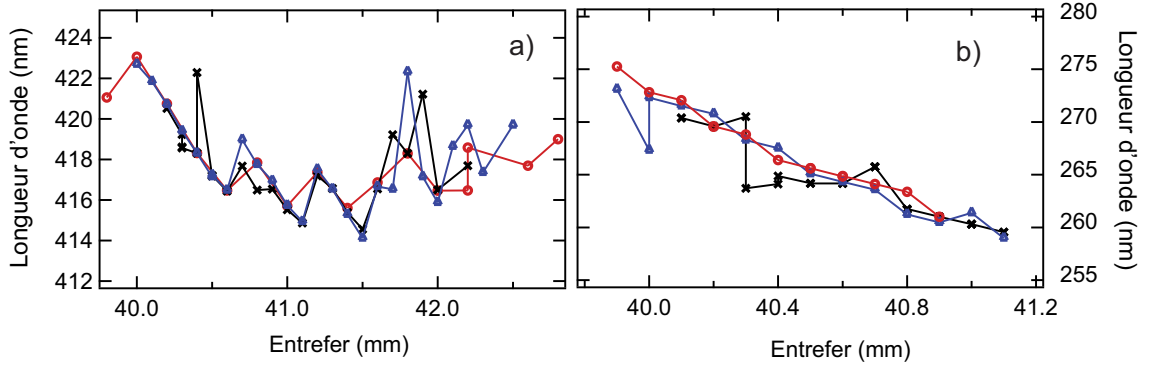 Longueur d'onde (nm)
424
422
420
418
416
414
412
a)
40.0 41.0 42.0
Entrefer (mm)
b)
280
275
270
265
260
255
Longueur d'onde (nm)
40.0 40.4 40.8 41.2
Entrefer (mm)